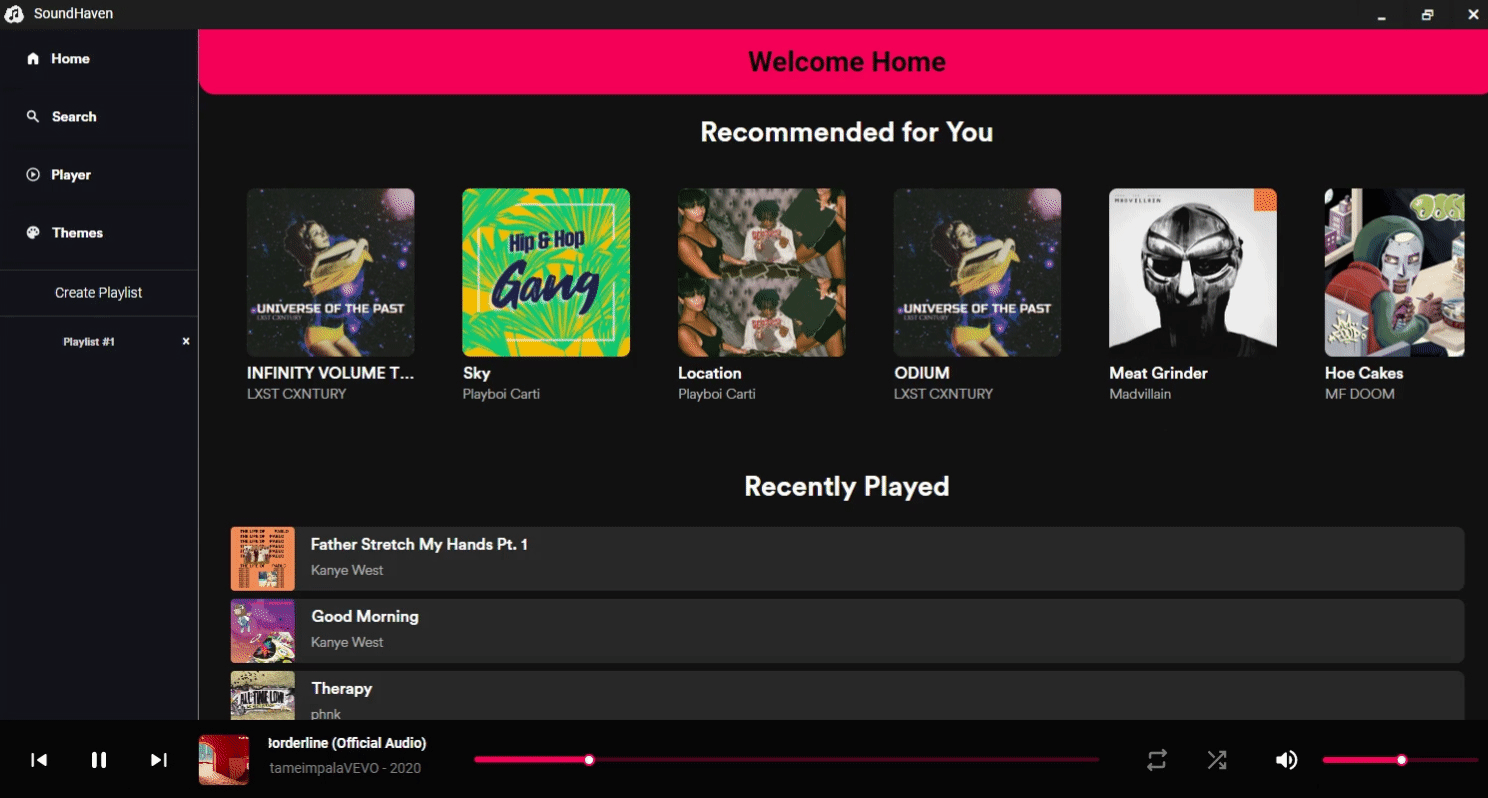 SoundHaven
Home
Search
Player
Themes
Create Playlist
Playlist #1
Welcome Home
Recommended for You
UNIVERSE OF THE PAST
LXST CXNTURY
INFINITY VOLUME T...
LXST CXNTURY
Hip & Hop
Gang
Sky
Playboi Carti
Location
Playboi Carti
UNIVERSE OF THE PAST
LXST CXNTURY
ODIUM
LXST CXNTURY
MADVILLAIN
Meat Grinder
Madvillain
Hoe Cakes
MF DOOM
Recently Played
Father Stretch My Hands Pt. 1
Kanye West
Good Morning
Kanye West
ALL TIME LOW
Therapy
phnk
Borderline (Official Audio)
tameimpalaVEVO - 2020